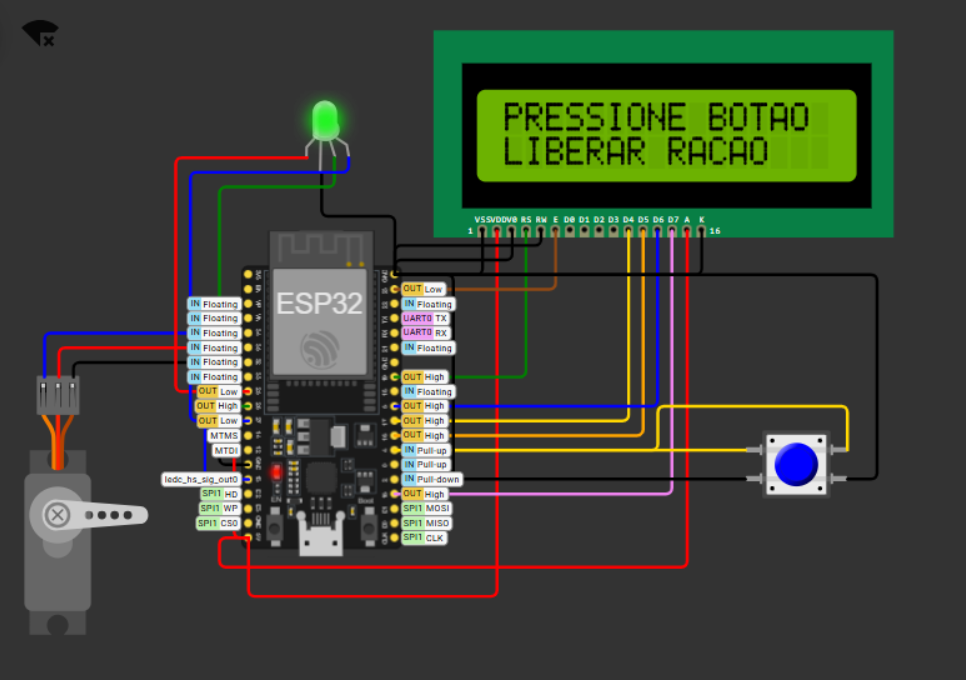 PRESSIONE BOTAO
LIBERAR RACAO
VSS VDD V0 RS RW E D0 D1 D2 D3 D4 D5 D6 D7 A K
1
16
ESP32
IN Floating
IN Floating
IN Floating
IN Floating
IN Floating
IN Floating
OUT Low
OUT High
OUT Low
MTMS
MTDI
ledc_hs_sig_out0
SPI1 HD
SPI1 WP
SPI1 CS0
OUT Low
IN Floating
UART0 TX
UART0 RX
IN Floating
OUT High
IN Floating
OUT High
OUT High
OUT High
IN Pull-up
IN Pull-up
IN Pull-down
OUT High
SPI1 MOSI
SPI1 MISO
SPI1 CLK
EN
Boot